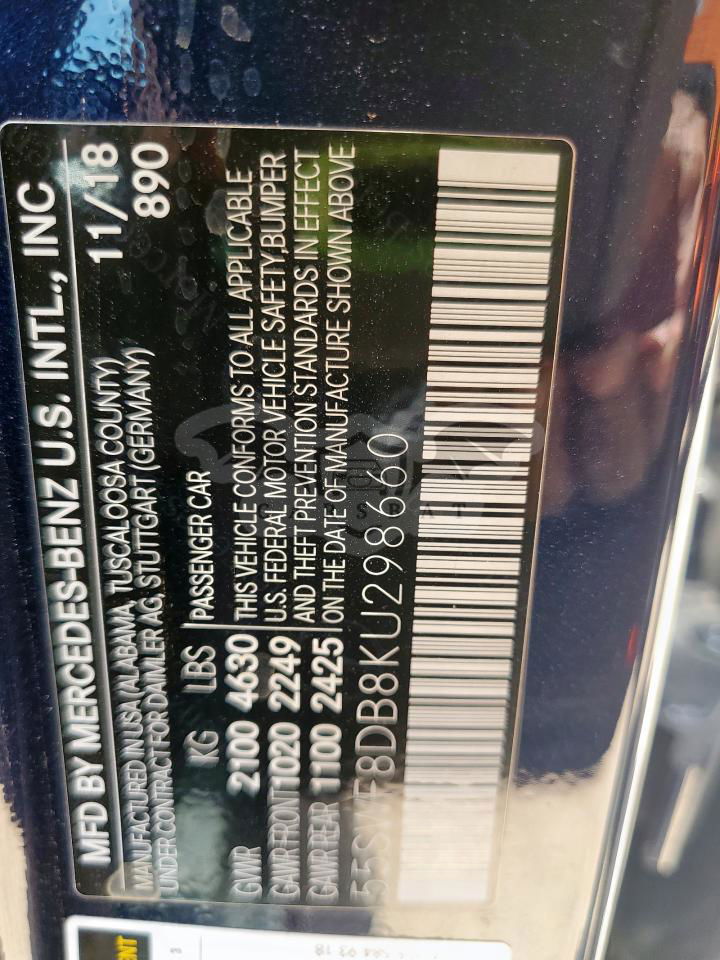 MFD BY MERCEDES-BENZ U.S. INTL., INC
MANUFACTURED IN USA (ALABAMA, TUSCALOOSA COUNTY) 11/18
UNDER CONTRACT FOR DAIMLER AG, STUTTGART (GERMANY) 890
KG LBS PASSENGER CAR
GVWR 2100 4630 THIS VEHICLE CONFORMS TO ALL APPLICABLE
GAWR FRONT 1020 2249 U.S. FEDERAL MOTOR VEHICLE SAFETY,BUMPER
GAWR REAR 1100 2425 AND THEFT PREVENTION STANDARDS IN EFFECT
ON THE DATE OF MANUFACTURE SHOWN ABOVE
55SWF8DB8KU298660